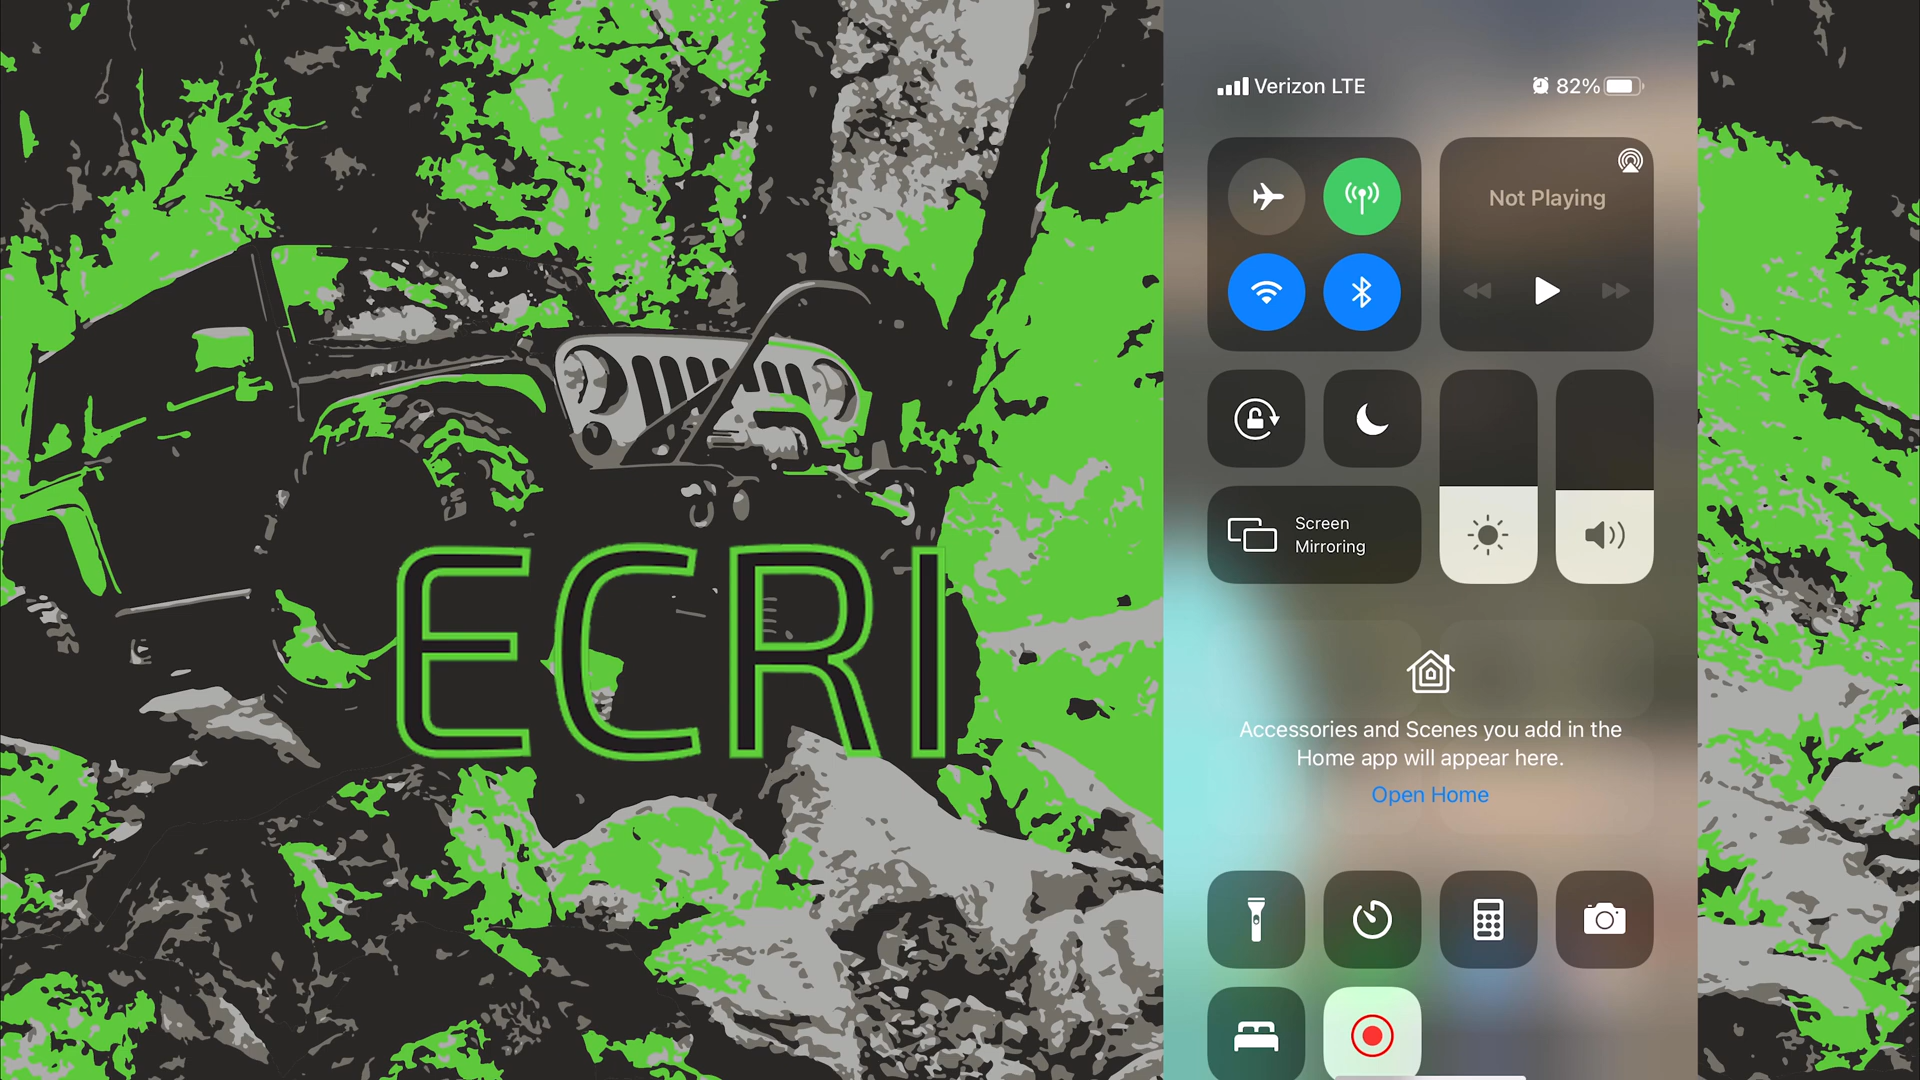 ECRI
Verizon LTE
82%
Not Playing
Screen
Mirroring
Accessories and Scenes you add in the
Home app will appear here.
Open Home